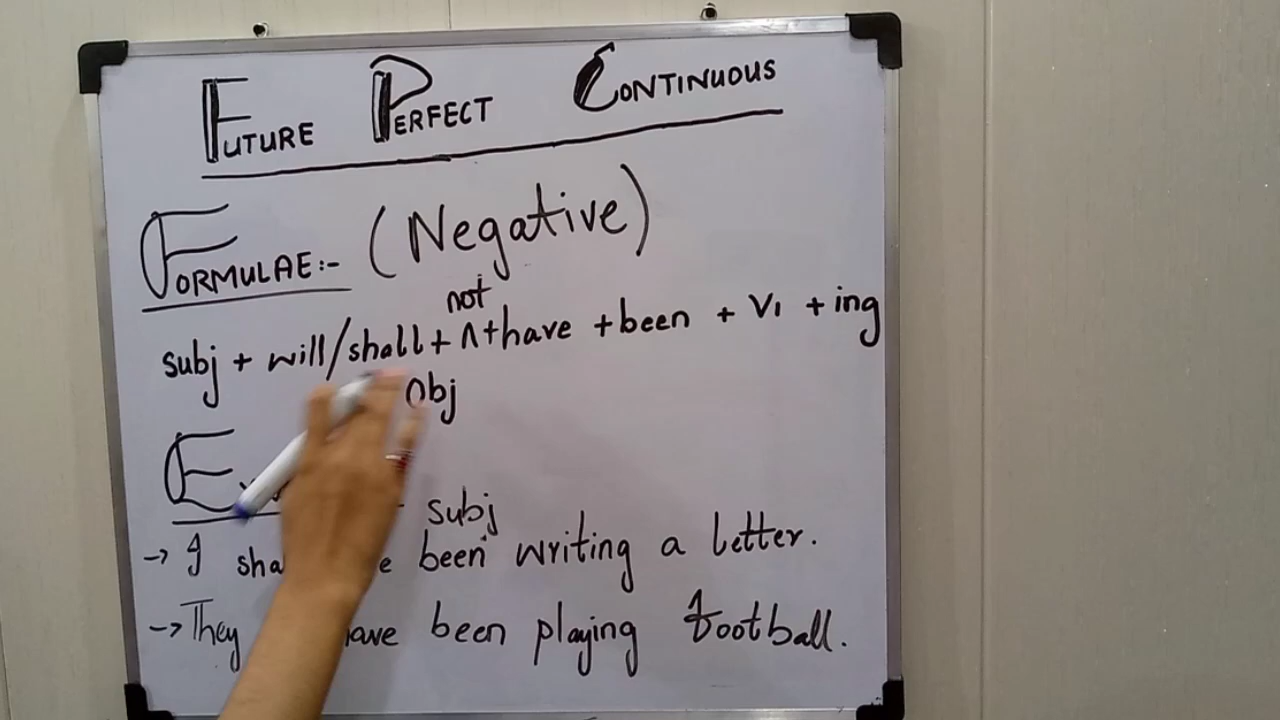 FUTURE PERFECT CONTINUOUS
FORMULAE:- (Negative)
not
subj + will/shall + ∧ + have + been + V1 + ing
Obj
subj
→ I been writing a letter.
→ They have been playing football.